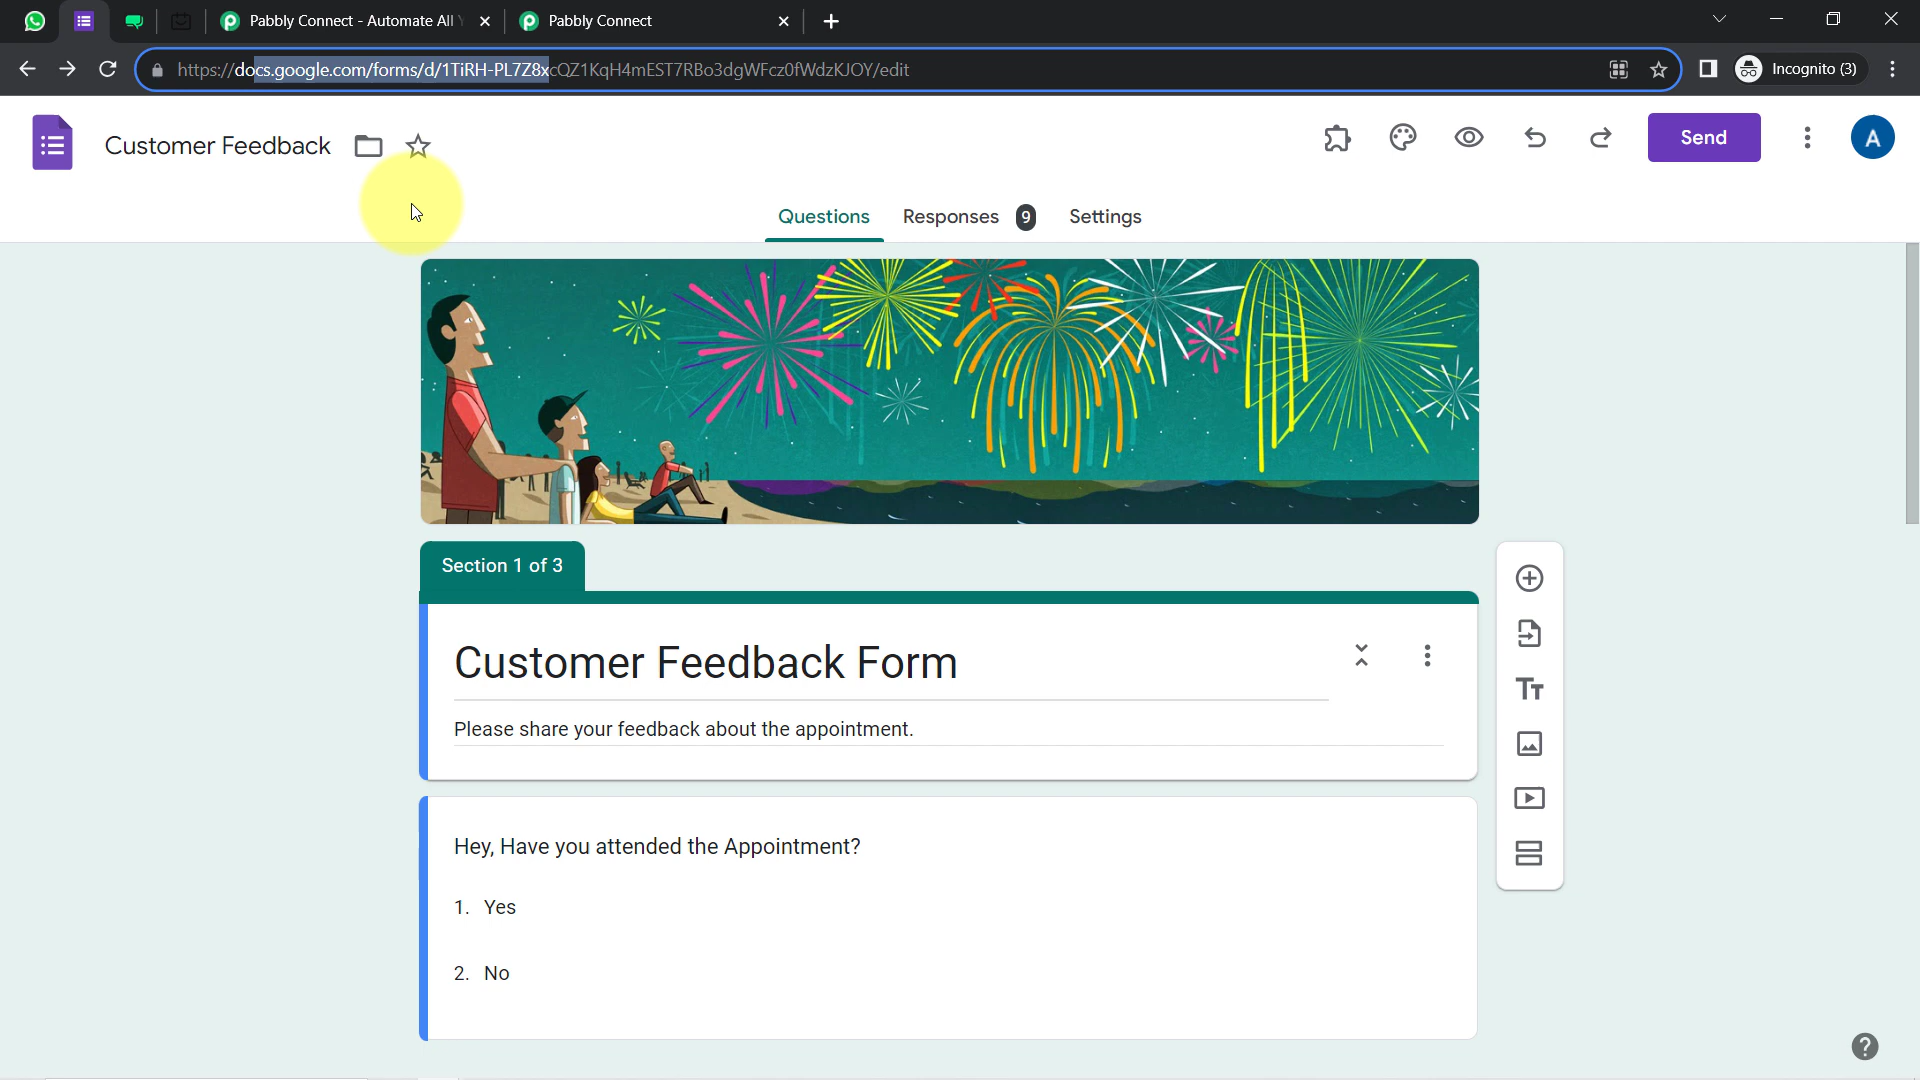 Pabbly Connect - Automate All
Pabbly Connect
https://docs.google.com/forms/d/1TiRH-PL7Z8xcQZ1KqH4mEST7RBo3dgWFcz0fWdzKJOY/edit
Incognito (3)
Customer Feedback
Send
A
Questions
Responses 9
Settings
Section 1 of 3
Customer Feedback Form
Please share your feedback about the appointment.
Hey, Have you attended the Appointment?
1. Yes
2. No